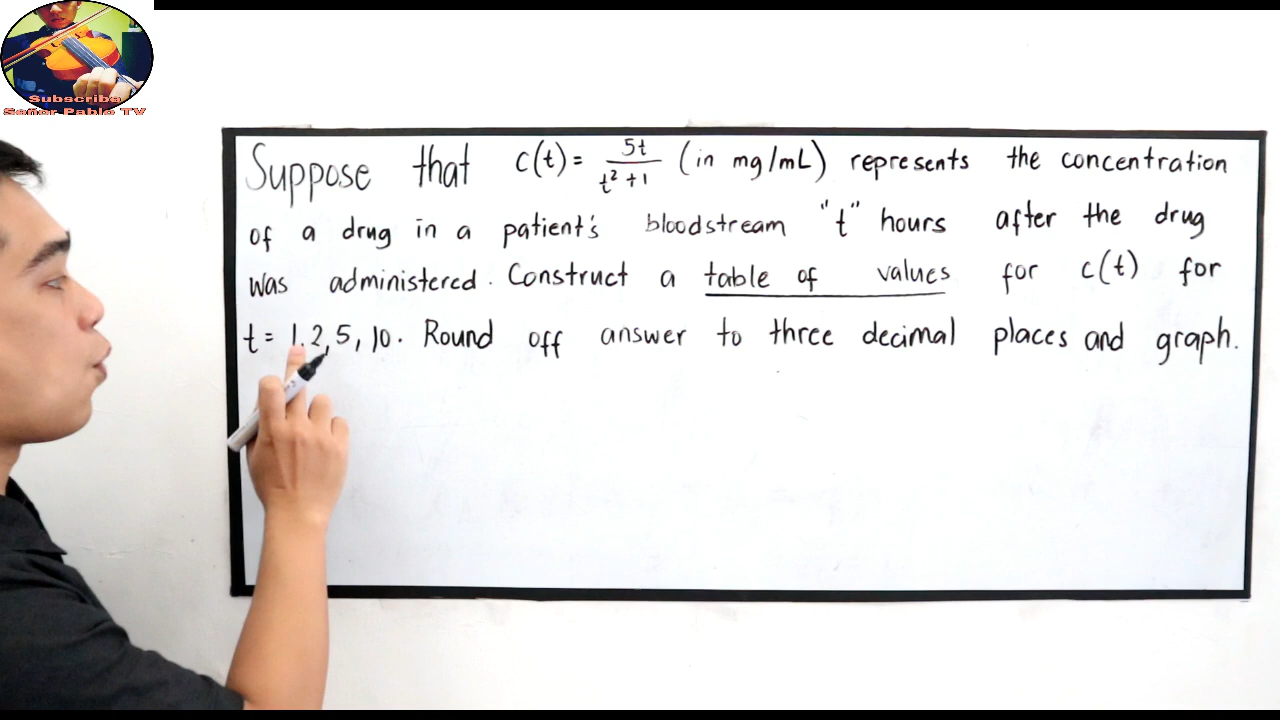 Subscribe
Señor Pablo TV
Suppose that c(t) = 5t / t² + 1 (in mg/mL) represents the concentration
of a drug in a patient's bloodstream "t" hours after the drug
was administered. Construct a table of values for c(t) for
t = 1, 2, 5, 10. Round off answer to three decimal places and graph.